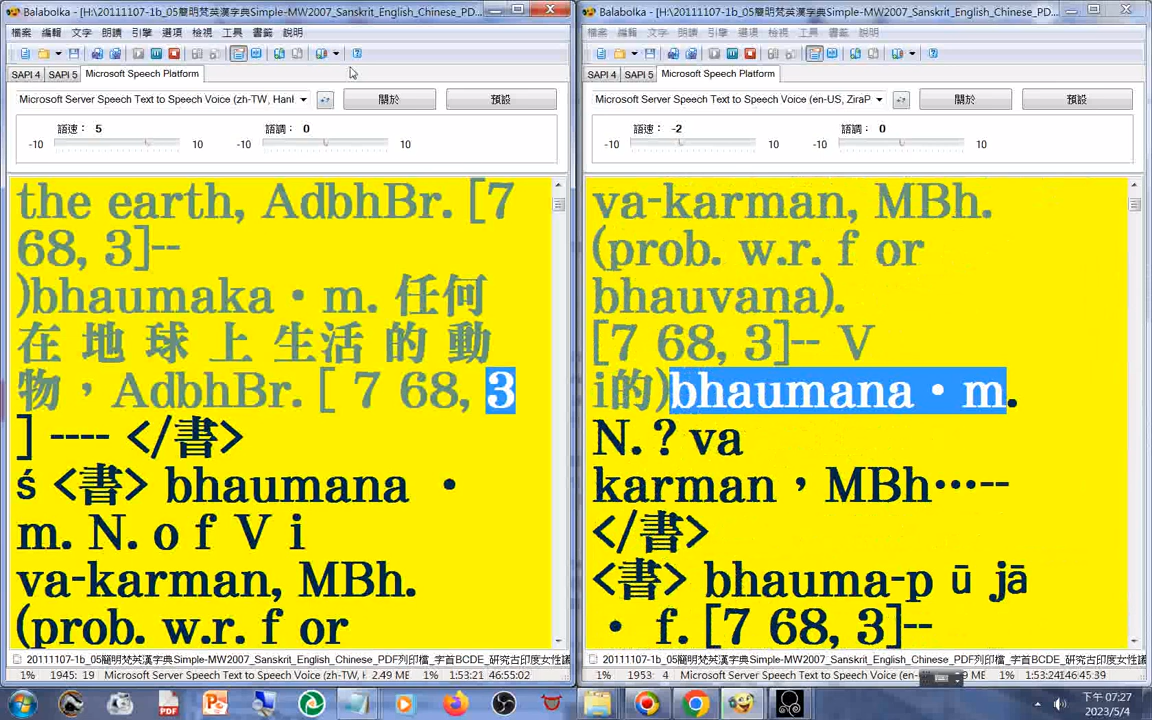 Balabolka - [H:\20111107-1b_05簡明梵英漢字典Simple-MW2007_Sanskrit_English_Chinese_PD...
檔案 編輯 文字 朗讀 引擎 選項 檢視 工具 書籤 說明
SAPI 4 SAPI 5 Microsoft Speech Platform
Microsoft Server Speech Text to Speech Voice (zh-TW, Hanl 關於 預設
語速： 5 語調： 0
-10 10 -10 10
the earth, AdbhBr. [7
68, 3]--
)bhaumaka • m. 任何
在 地 球 上 生活 的 動
物，AdbhBr. [ 7 68, 3
] ---- </書>
ś <書> bhaumana •
m. N. o f V i
va-karman, MBh.
(prob. w.r. f or
20111107-1b_05簡明梵英漢字典Simple-MW2007_Sanskrit_English_Chinese_PDF列印檔_字首BCDE_研究古印度女性議
1% 1945: 19 Microsoft Server Speech Text to Speech Voice (zh-TW, H 2.49 ME 1% 1:53:21 46:55:02
Balabolka - [H:\20111107-1b_05簡明梵英漢字典Simple-MW2007_Sanskrit_English_Chinese_PD...
檔案 編輯 文字 朗讀 引擎 選項 檢視 工具 書籤 說明
SAPI 4 SAPI 5 Microsoft Speech Platform
Microsoft Server Speech Text to Speech Voice (en-US, ZiraP 關於 預設
語速： -2 語調： 0
-10 10 -10 10
va-karman, MBh.
(prob. w.r. f or
bhauvana).
[7 68, 3]-- V
i的)bhaumana • m.
N. ? va
karman，MBh…--
</書>
<書> bhauma-p ū jā
• f. [7 68, 3]--
20111107-1b_05簡明梵英漢字典Simple-MW2007_Sanskrit_English_Chinese_PDF列印檔_字首BCDE_研究古印度女性議
1% 1953: 4 Microsoft Server Speech Text to Speech Voice (en-US 9 ME 1% 1:53:21 46:45:39
下午 07:27
2023/5/4